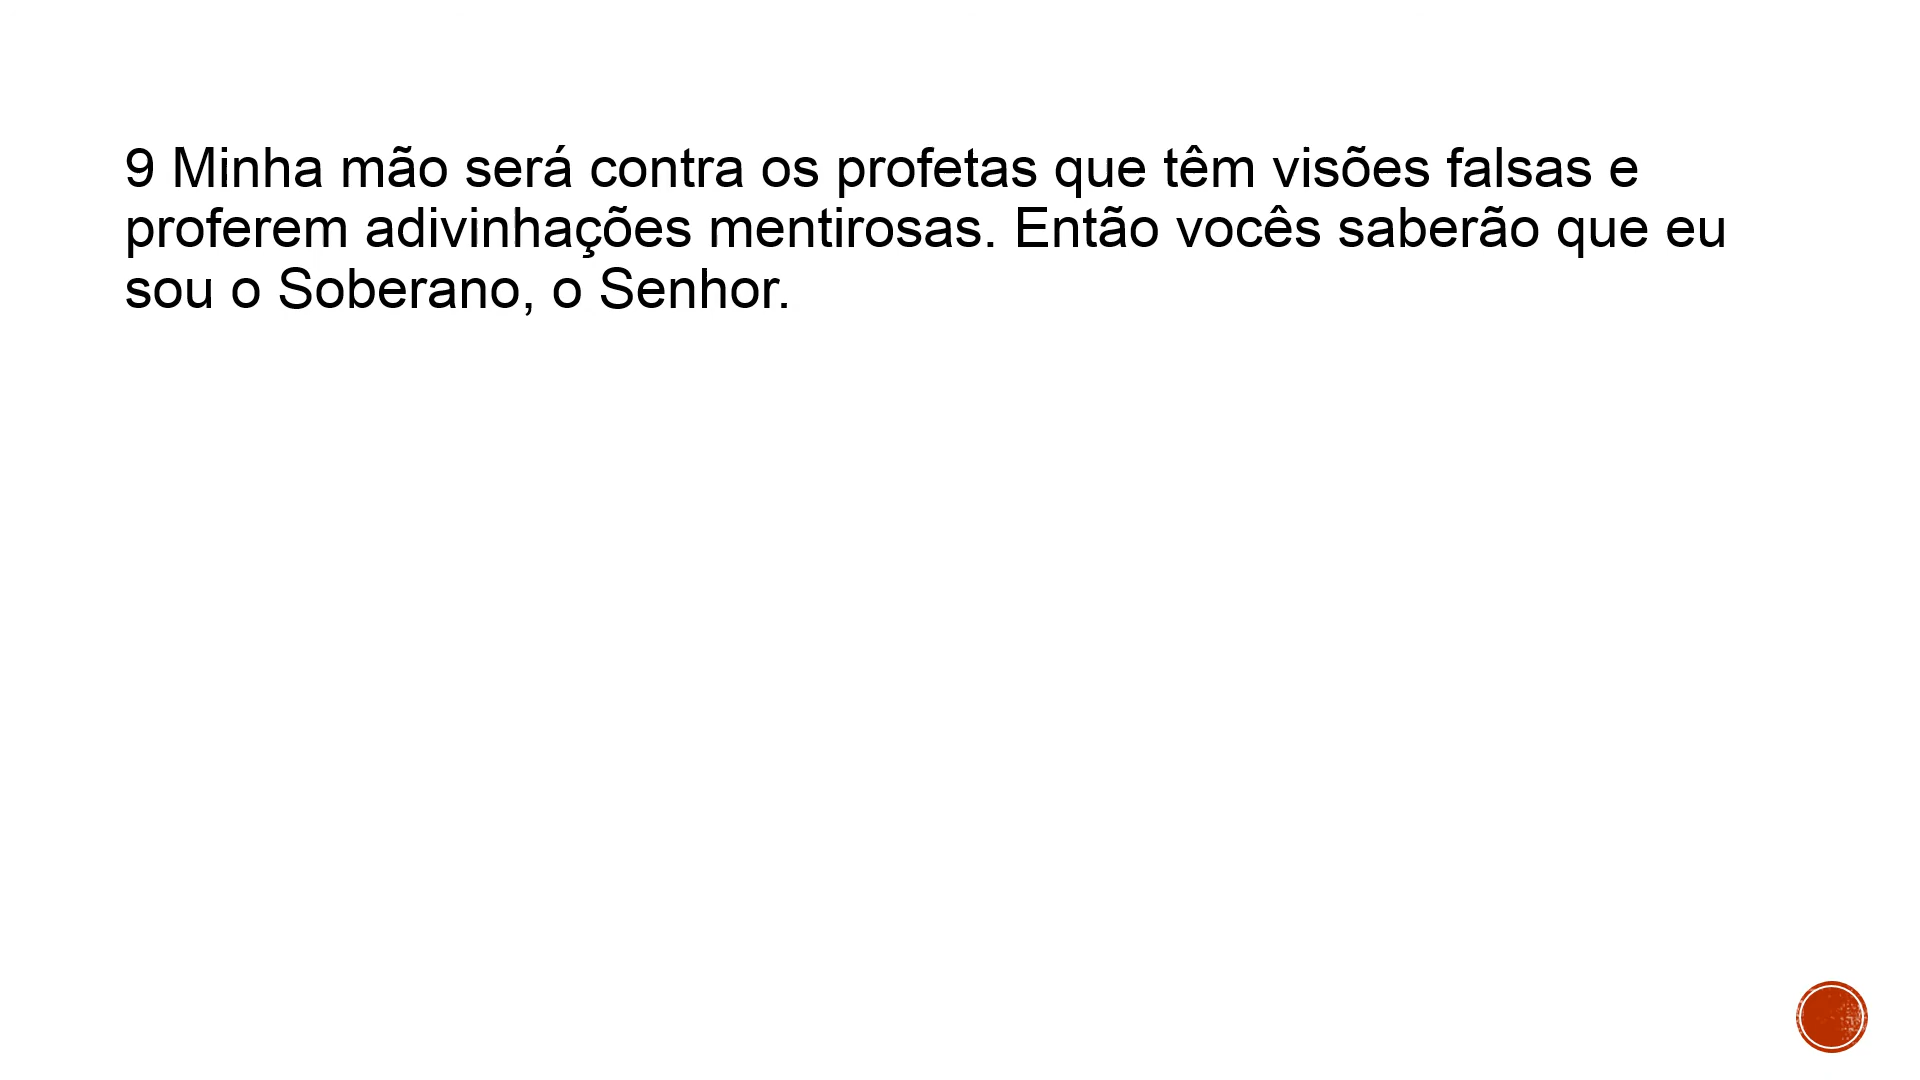 9 Minha mão será contra os profetas que têm visões falsas e
proferem adivinhações mentirosas. Então vocês saberão que eu
sou o Soberano, o Senhor.